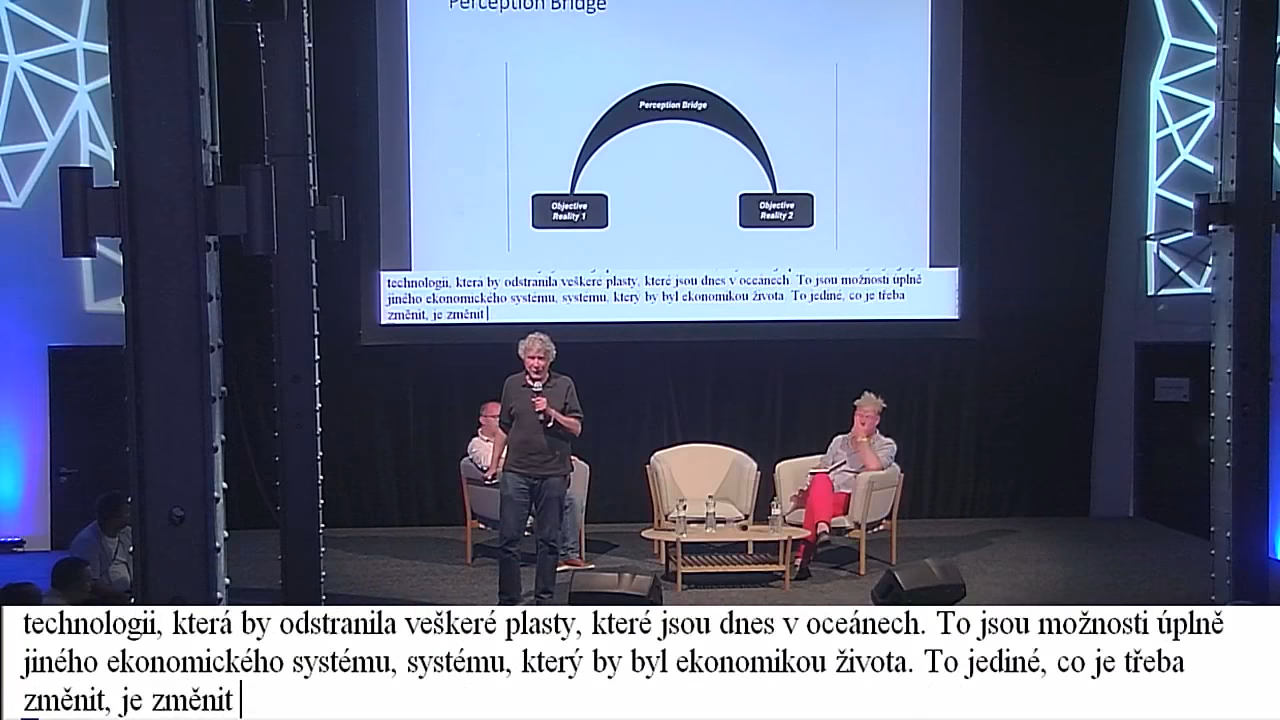 Perception Bridge
Perception Bridge
Objective
Reality 1
Objective
Reality 2
technologii, která by odstranila veškeré plasty, které jsou dnes v oceánech. To jsou možnosti úplně
jiného ekonomického systému, systému, který by byl ekonomikou života. To jediné, co je třeba
změnit, je změnit
technologii, která by odstranila veškeré plasty, které jsou dnes v oceánech. To jsou možnosti úplně
jiného ekonomického systému, systému, který by byl ekonomikou života. To jediné, co je třeba
změnit, je změnit